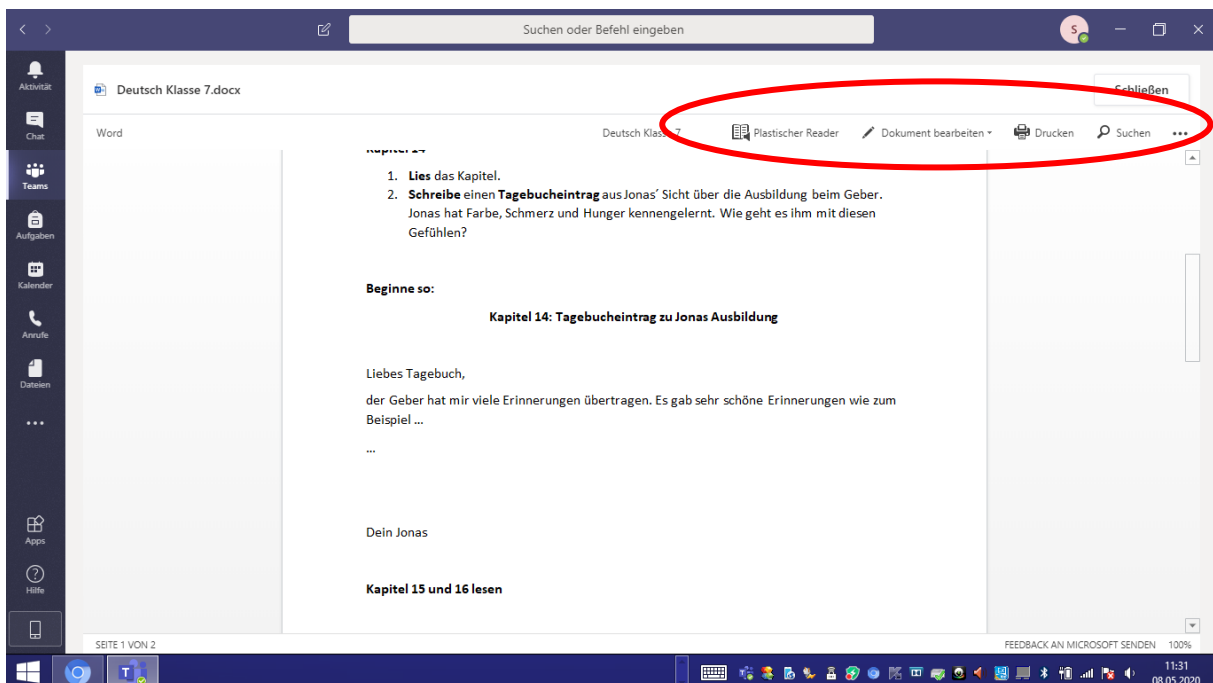 Suchen oder Befehl eingeben
S
Aktivität
Chat
Teams
Aufgaben
Kalender
Anrufe
Dateien
Apps
Hilfe
Deutsch Klasse 7.docx
Schließen
Word
Deutsch Klasse 7
Plastischer Reader
Dokument bearbeiten
Drucken
Suchen
•••
Kapitel 14
1. Lies das Kapitel.
2. Schreibe einen Tagebucheintrag aus Jonas’ Sicht über die Ausbildung beim Geber.
Jonas hat Farbe, Schmerz und Hunger kennengelernt. Wie geht es ihm mit diesen
Gefühlen?
Beginne so:
Kapitel 14: Tagebucheintrag zu Jonas Ausbildung
Liebes Tagebuch,
der Geber hat mir viele Erinnerungen übertragen. Es gab sehr schöne Erinnerungen wie zum
Beispiel ...
...
Dein Jonas
Kapitel 15 und 16 lesen
SEITE 1 VON 2
FEEDBACK AN MICROSOFT SENDEN 100%
11:31
08.05.2020